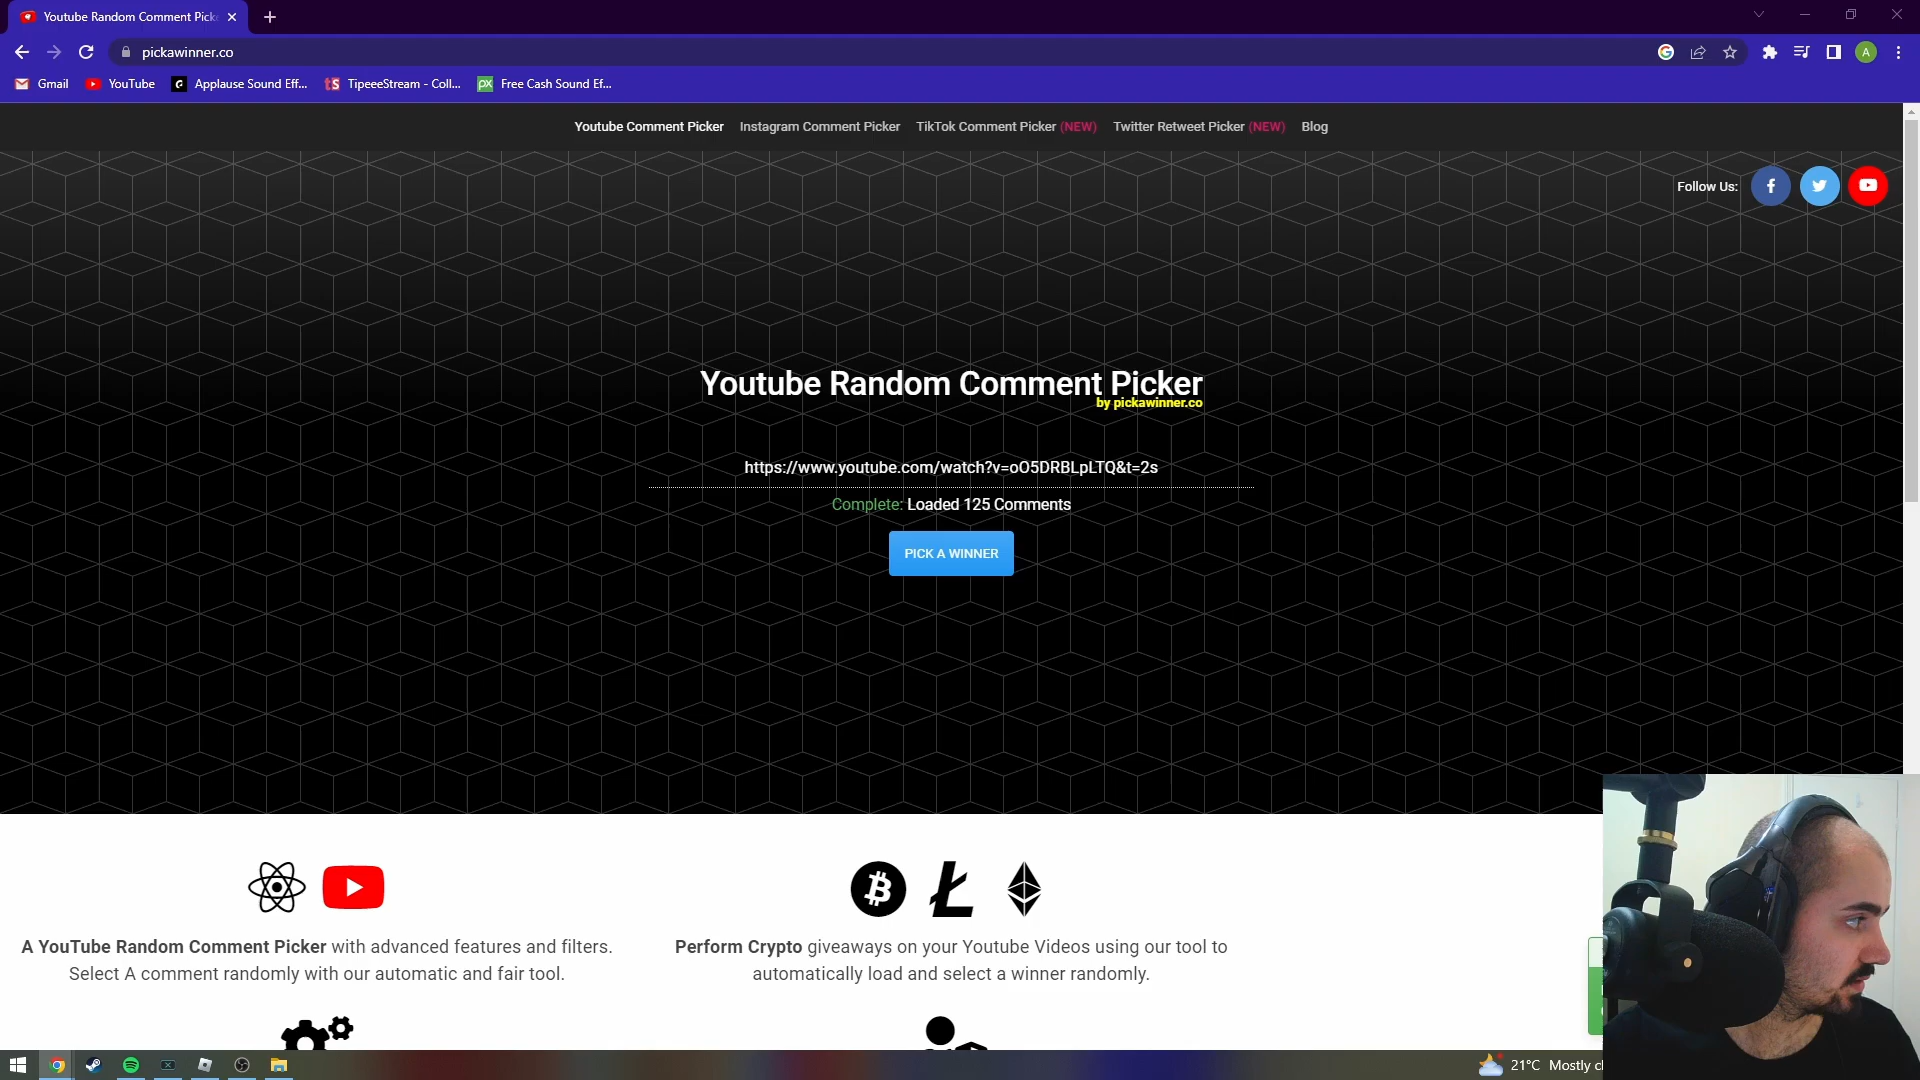 Youtube Random Comment Pick
pickawinner.co
A
Gmail
YouTube
Applause Sound Eff...
TipeeeStream - Coll...
Free Cash Sound Ef...
Youtube Comment Picker
Instagram Comment Picker
TikTok Comment Picker (NEW)
Twitter Retweet Picker (NEW)
Blog
Follow Us:
Youtube Random Comment Picker
by pickawinner.co
https://www.youtube.com/watch?v=oO5DRBLpLTQ&t=2s
Complete: Loaded 125 Comments
PICK A WINNER
A YouTube Random Comment Picker with advanced features and filters.
Select A comment randomly with our automatic and fair tool.
Perform Crypto giveaways on your Youtube Videos using our tool to
automatically load and select a winner randomly.
21°C Mostly c